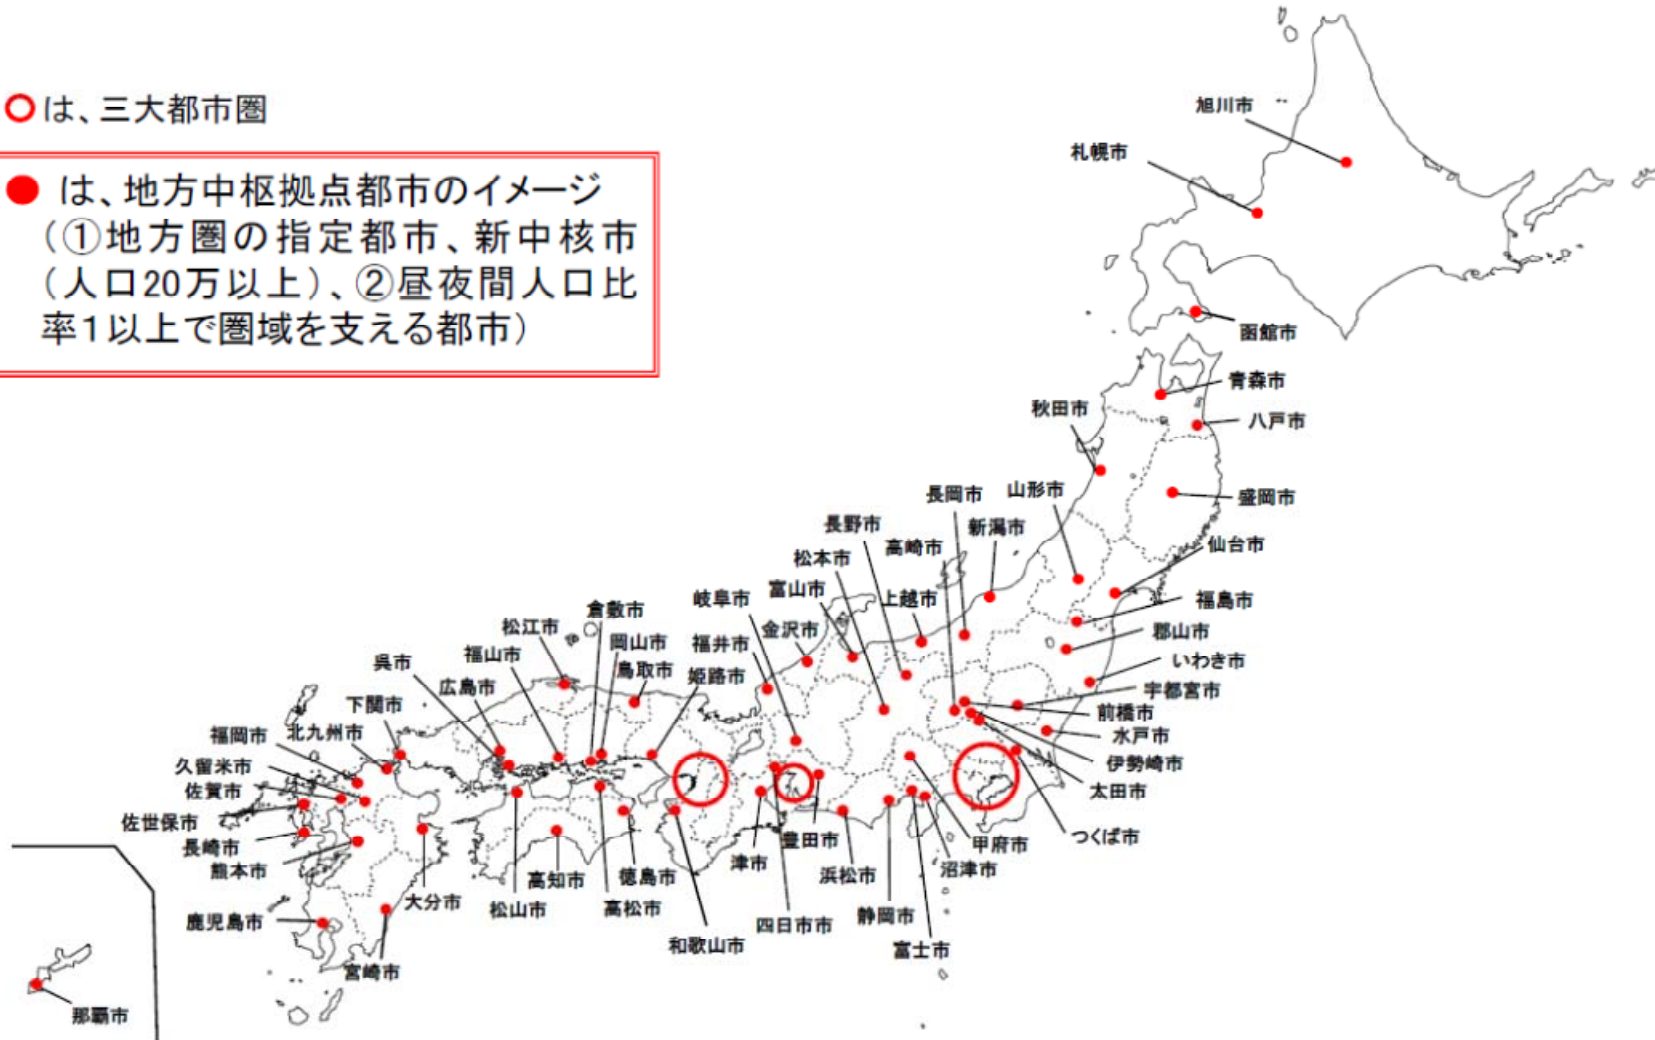 は、三大都市圏
は、地方中枢拠点都市のイメージ
（①地方圏の指定都市、新中核市
（人口20万以上）、②昼夜間人口比
率1以上で圏域を支える都市）
旭川市
札幌市
函館市
青森市
秋田市
八戸市
盛岡市
長岡市
山形市
長野市
新潟市
高崎市
仙台市
松本市
富山市
岐阜市
上越市
福島市
倉敷市
松江市
金沢市
郡山市
岡山市
福井市
福山市
呉市
鳥取市
姫路市
いわき市
広島市
宇都宮市
下関市
前橋市
北九州市
福岡市
水戸市
久留米市
伊勢崎市
佐賀市
太田市
佐世保市
つくば市
長崎市
豊田市
甲府市
熊本市
津市
沼津市
高知市
徳島市
浜松市
大分市
松山市
高松市
静岡市
鹿児島市
四日市市
和歌山市
富士市
宮崎市
那覇市